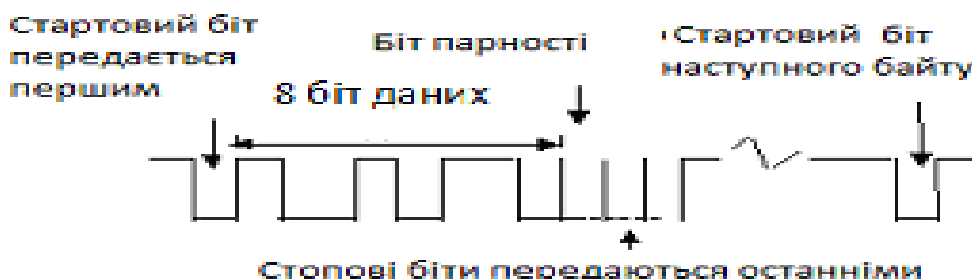 Стартовий біт
передається
першим
8 біт даних
Біт парності
Стартовий біт
наступного байту
Стопові біти передаються останніми